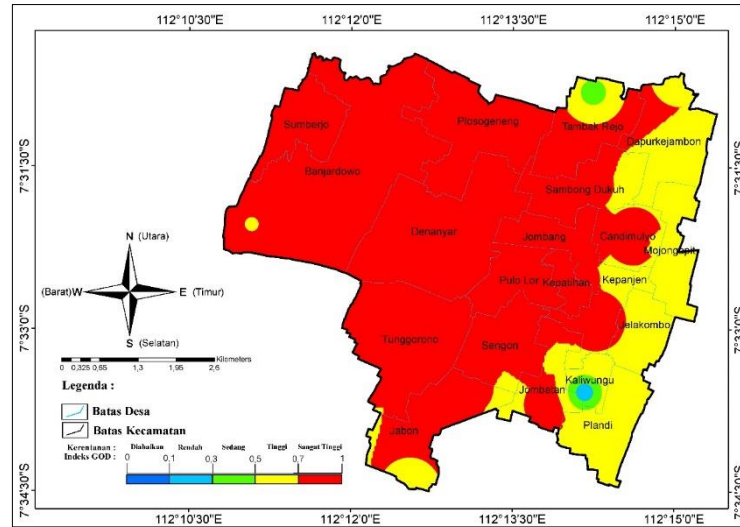 112°10'30"E 112°12'0"E 112°13'30"E 112°15'0"E
7°31'30"S
7°33'0"S
7°34'30"S
Sumberjo
Banjardowo
Plosogeneng
Tambak Rejo
Dapurkejambon
Sambong Dukuh
Denanyar
Jombang
Candimulyo
Mojongapit
Pulo Lor
Kepatihan
Kepanjen
Jelakombo
Tunggorono
Sengon
Kaliwungu
Jombatan
Plandi
Jabon
N (Utara)
(Barat) W E (Timur)
S
(Selatan)
Kilometers
0 0,325 0,65 1,3 1,95 2,6
Legenda :
Batas Desa
Batas Kecamatan
Kerentanan : Diabaikan Rendah Sedang Tinggi Sangat Tinggi
Indeks GOD : 0 0,1 0,3 0,5 0,7 1
7°31'30"S
7°33'0"S
7°34'30"S
112°10'30"E 112°12'0"E 112°13'30"E 112°15'0"E